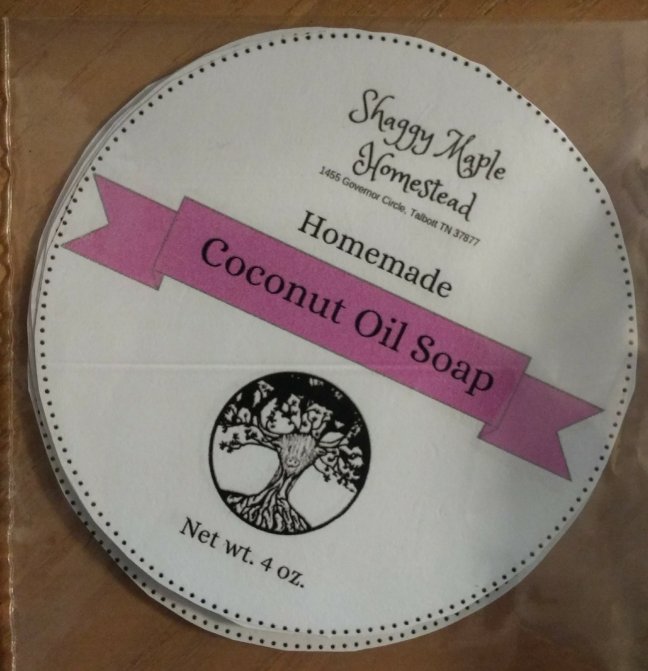 Shaggy Maple
Homestead
1455 Governor Circle, Talbott TN 37877
Homemade
Coconut Oil Soap
Net wt. 4 oz.